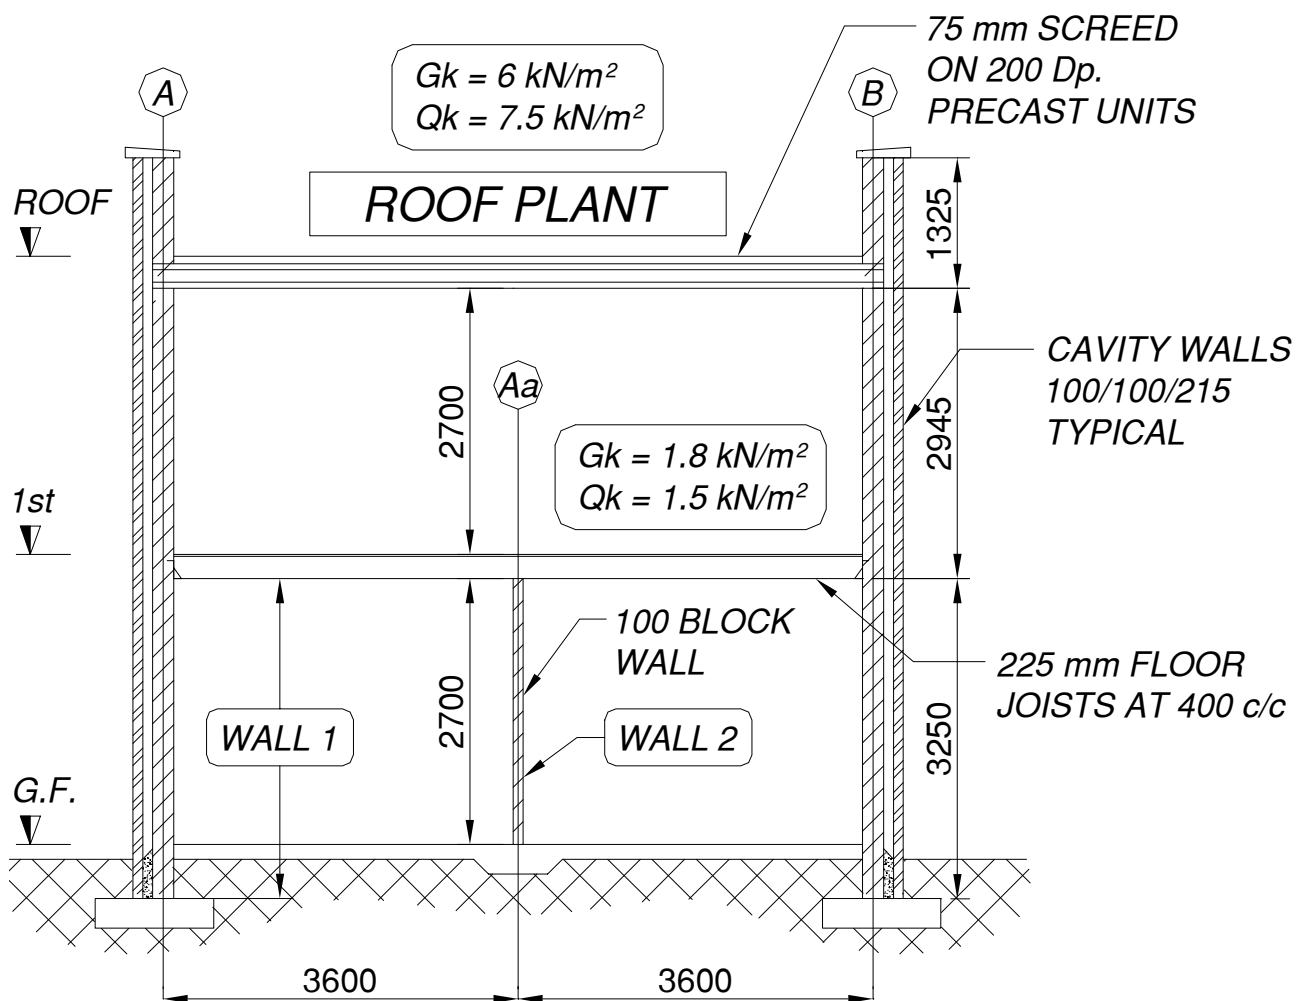 75 mm SCREED
ON 200 Dp.
PRECAST UNITS
A
Gk = 6 kN/m²
Qk = 7.5 kN/m²
B
ROOF
ROOF PLANT
1325
CAVITY WALLS
100/100/215
TYPICAL
Aa
2700
2945
Gk = 1.8 kN/m²
Qk = 1.5 kN/m²
1st
100 BLOCK
WALL
225 mm FLOOR
JOISTS AT 400 c/c
WALL 1
2700
WALL 2
3250
G.F.
3600
3600